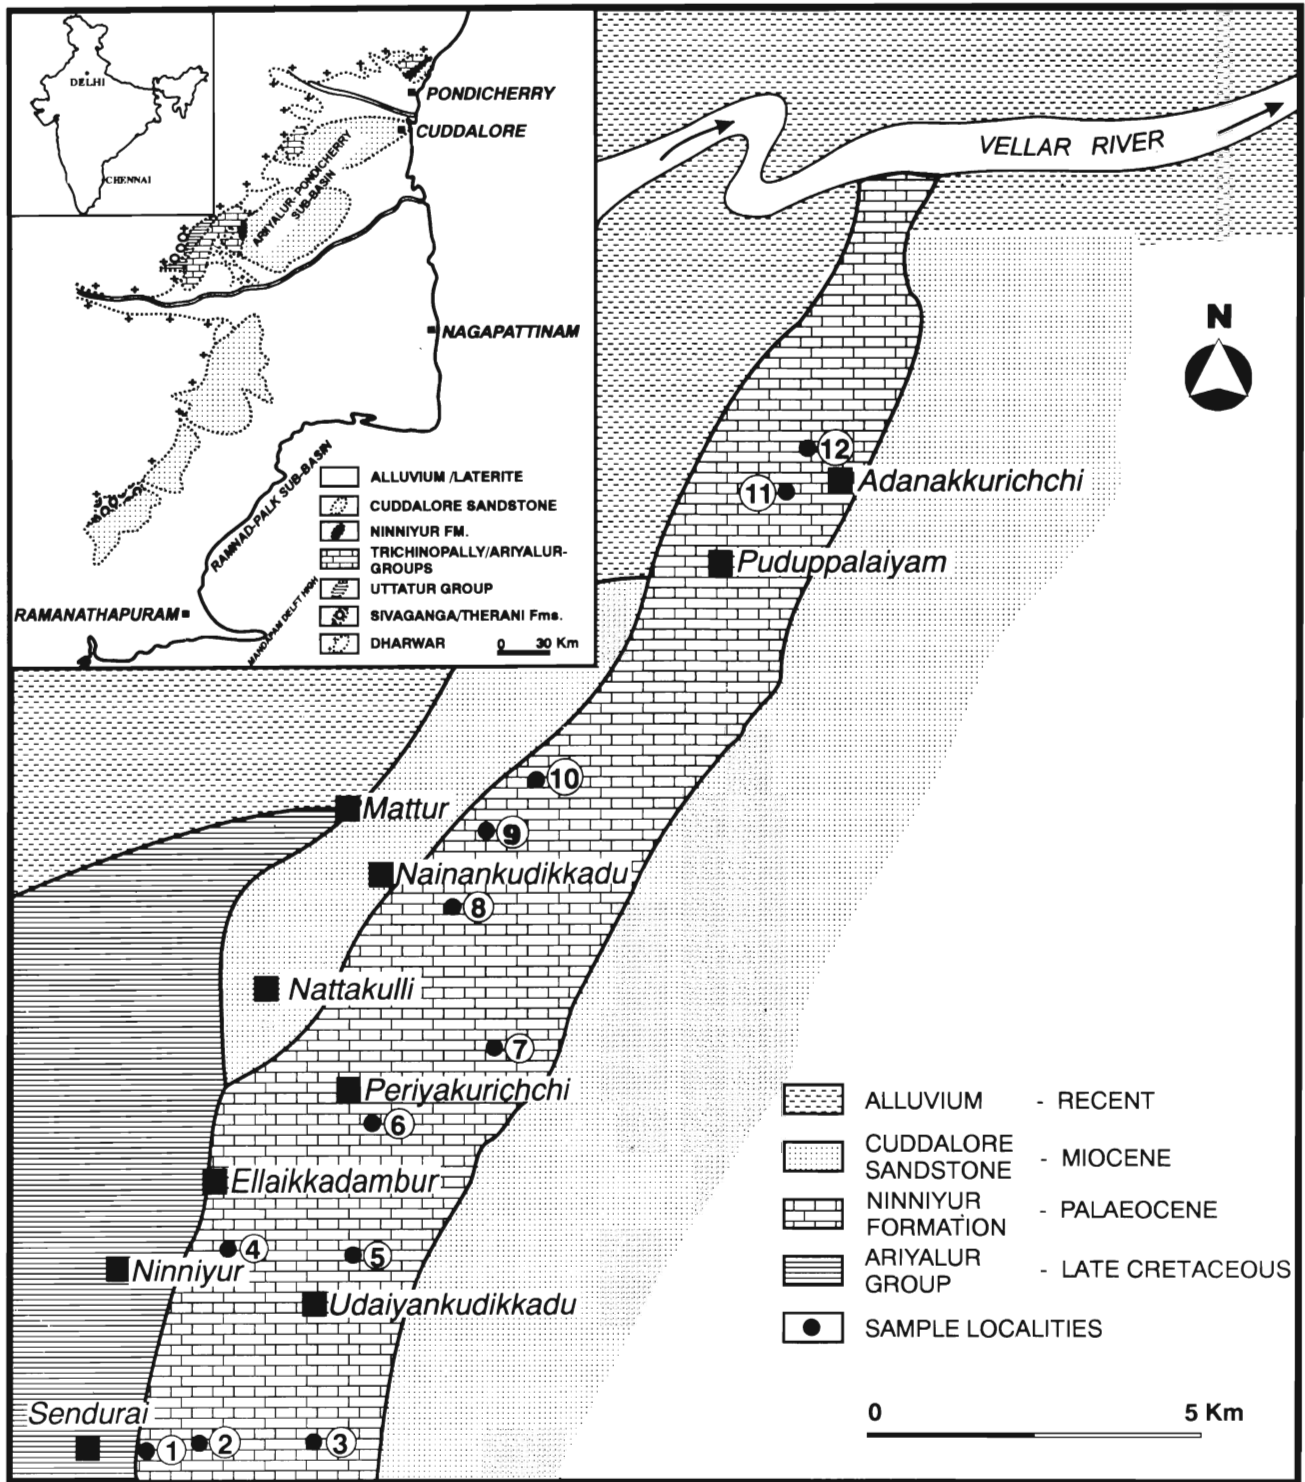 DELHI
CHENNAI
PONDICHERRY
CUDDALORE
ARIYALUR-PONDICHERRY
SUB-BASIN
NAGAPATTINAM
RAMNAD-PALK SUB-BASIN
RAMANATHAPURAM
MANDAPAM DELFT HIGH
ALLUVIUM /LATERITE
CUDDALORE SANDSTONE
NINNIYUR FM.
TRICHINOPALLY/ARIYALUR-
GROUPS
UTTATUR GROUP
SIVAGANGA/THERANI Fms.
DHARWAR
0 30 Km
VELLAR RIVER
N
12
Adanakkurichchi
11
Puduppalaiyam
10
Mattur
9
Nainankudikkadu
8
Nattakulli
7
Periyakurichchi
6
Ellaikkadambur
4
5
Ninniyur
Udaiyankudikkadu
Sendurai
1
2
3
ALLUVIUM - RECENT
CUDDALORE
SANDSTONE - MIOCENE
NINNIYUR
FORMATION - PALAEOCENE
ARIYALUR
GROUP - LATE CRETACEOUS
SAMPLE LOCALITIES
0 5 Km